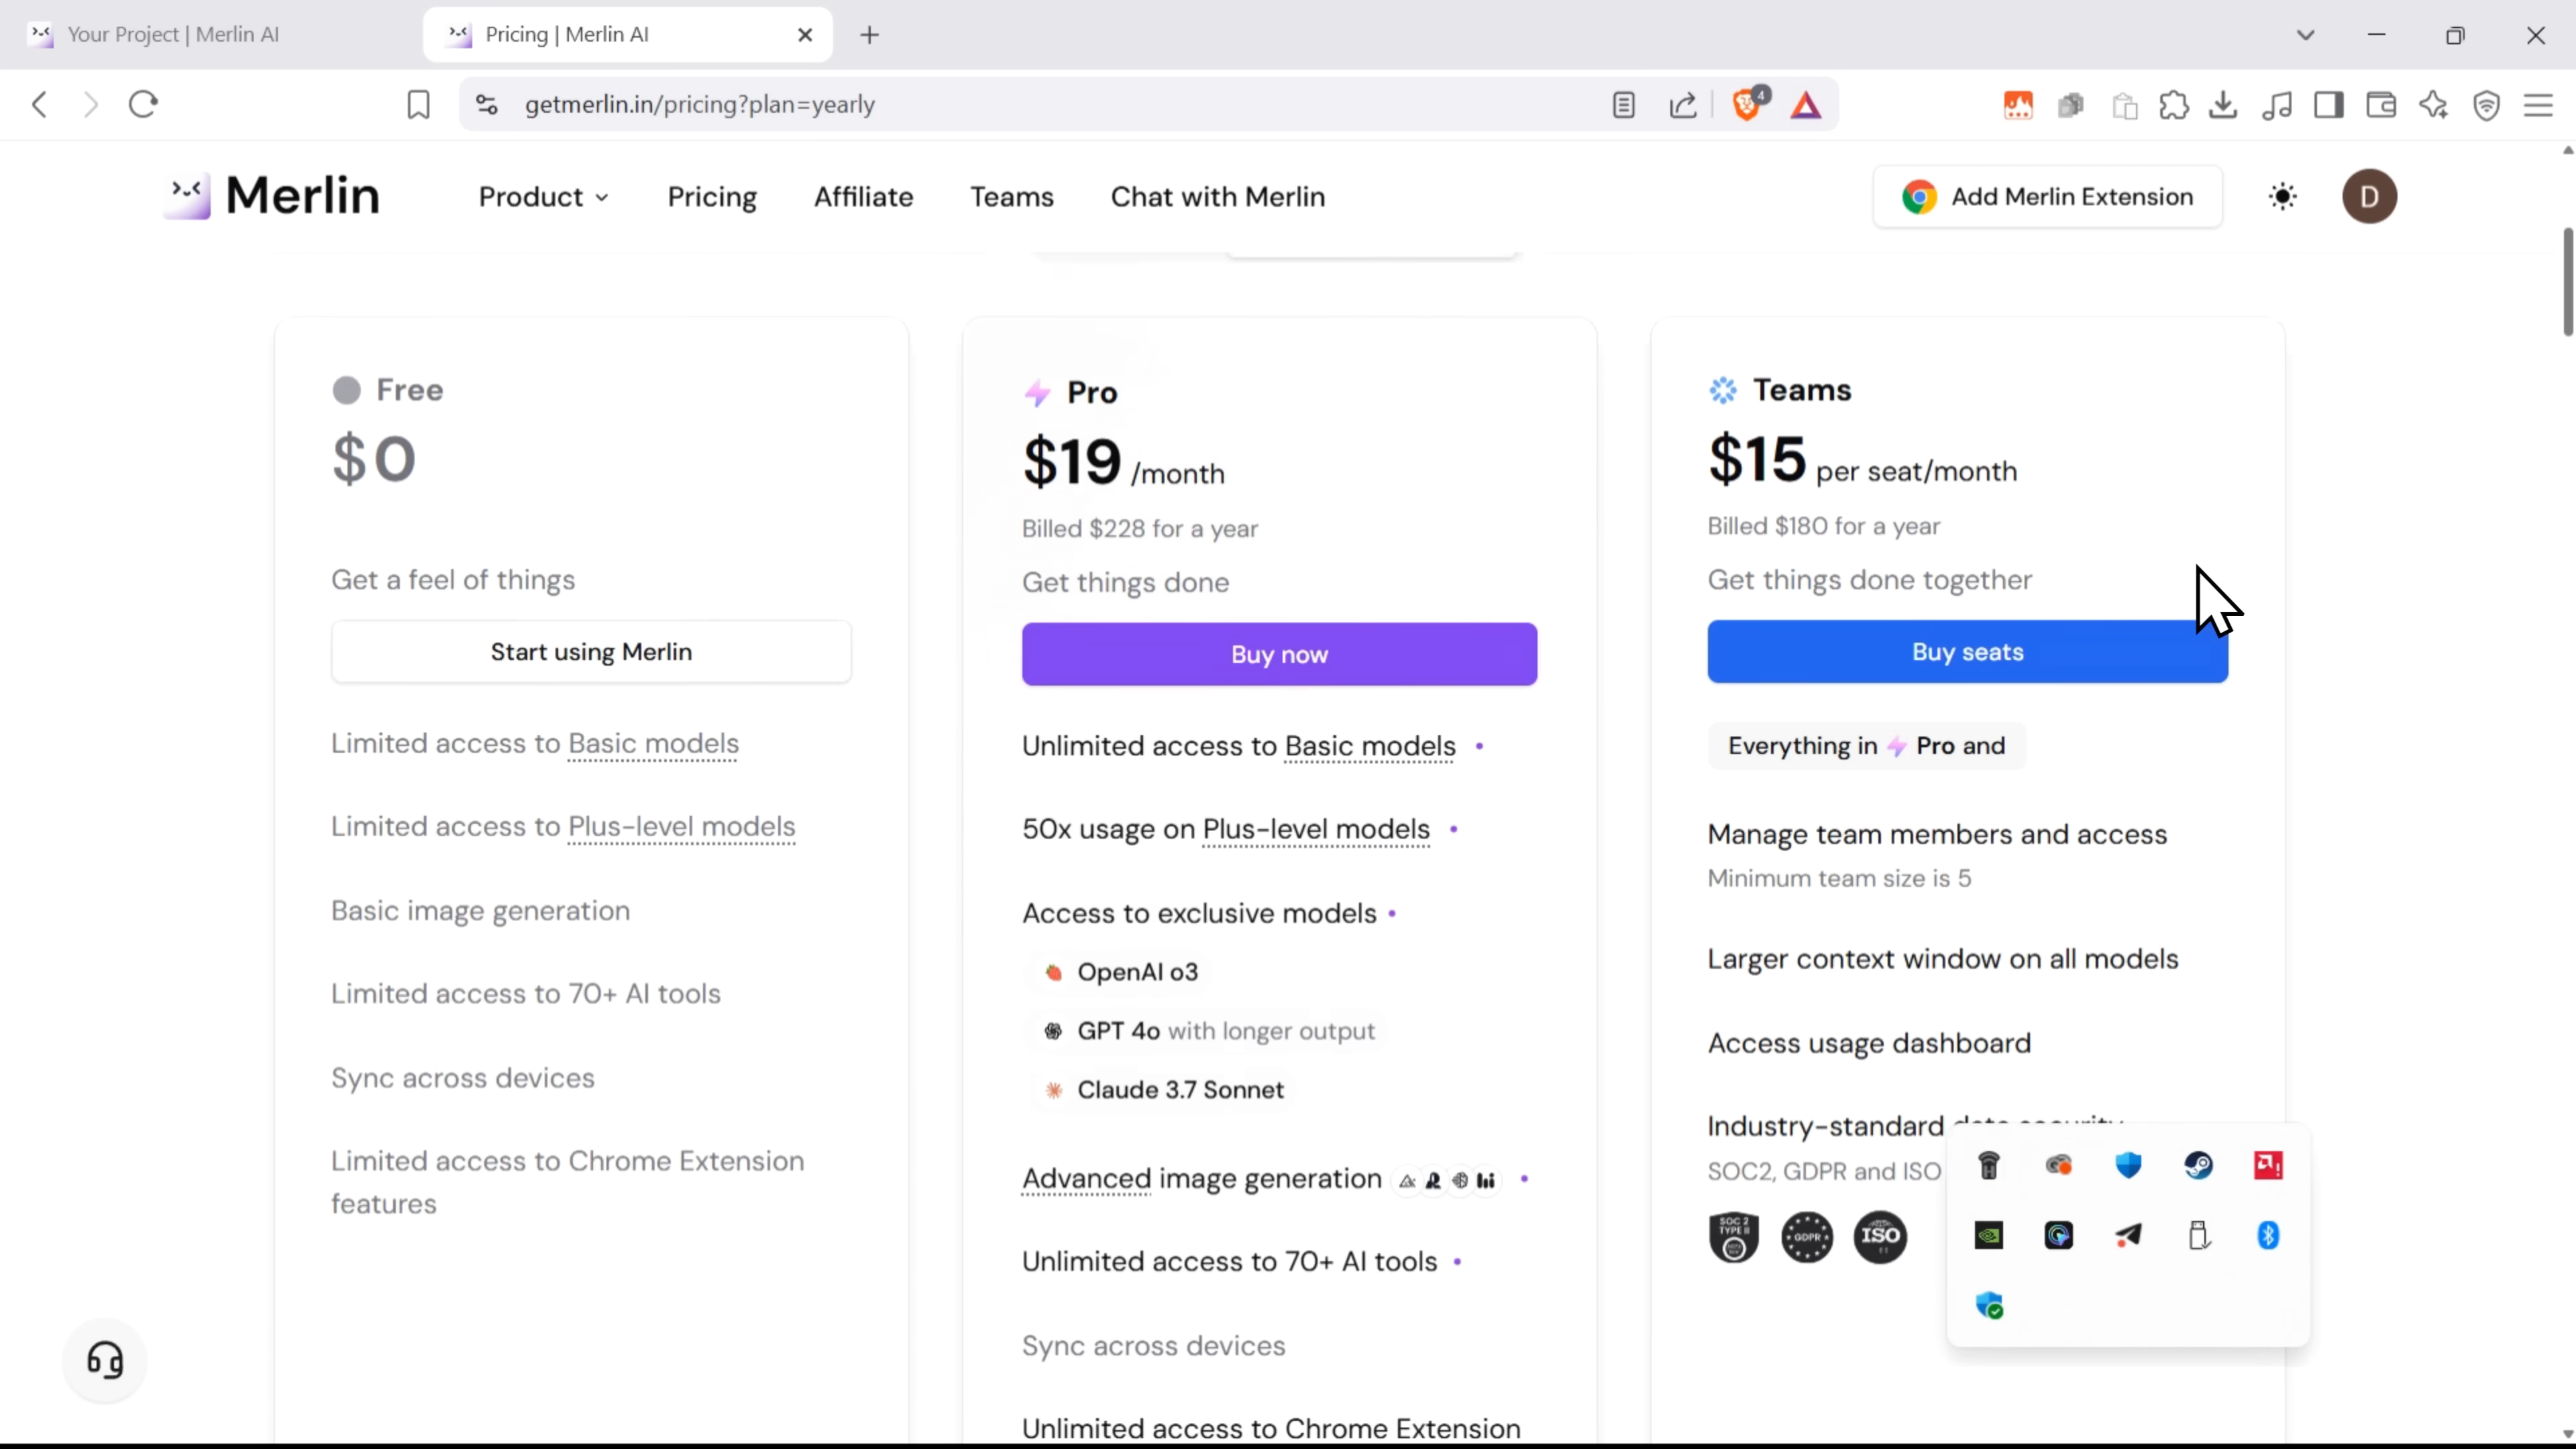 Your Project | Merlin AI
Pricing | Merlin AI
getmerlin.in/pricing?plan=yearly
4
Merlin
Product
Pricing
Affiliate
Teams
Chat with Merlin
Add Merlin Extension
D
Free
$0
Get a feel of things
Start using Merlin
Limited access to Basic models
Limited access to Plus-level models
Basic image generation
Limited access to 70+ AI tools
Sync across devices
Limited access to Chrome Extension
features
Pro
$19 /month
Billed $228 for a year
Get things done
Buy now
Unlimited access to Basic models
50x usage on Plus-level models
Access to exclusive models
OpenAI o3
GPT 4o with longer output
Claude 3.7 Sonnet
Advanced image generation
Unlimited access to 70+ AI tools
Sync across devices
Unlimited access to Chrome Extension
Teams
$15 per seat/month
Billed $180 for a year
Get things done together
Buy seats
Everything in Pro and
Manage team members and access
Minimum team size is 5
Larger context window on all models
Access usage dashboard
Industry-standard data security
SOC2, GDPR and ISO
SOC 2
TYPE II
GDPR
ISO